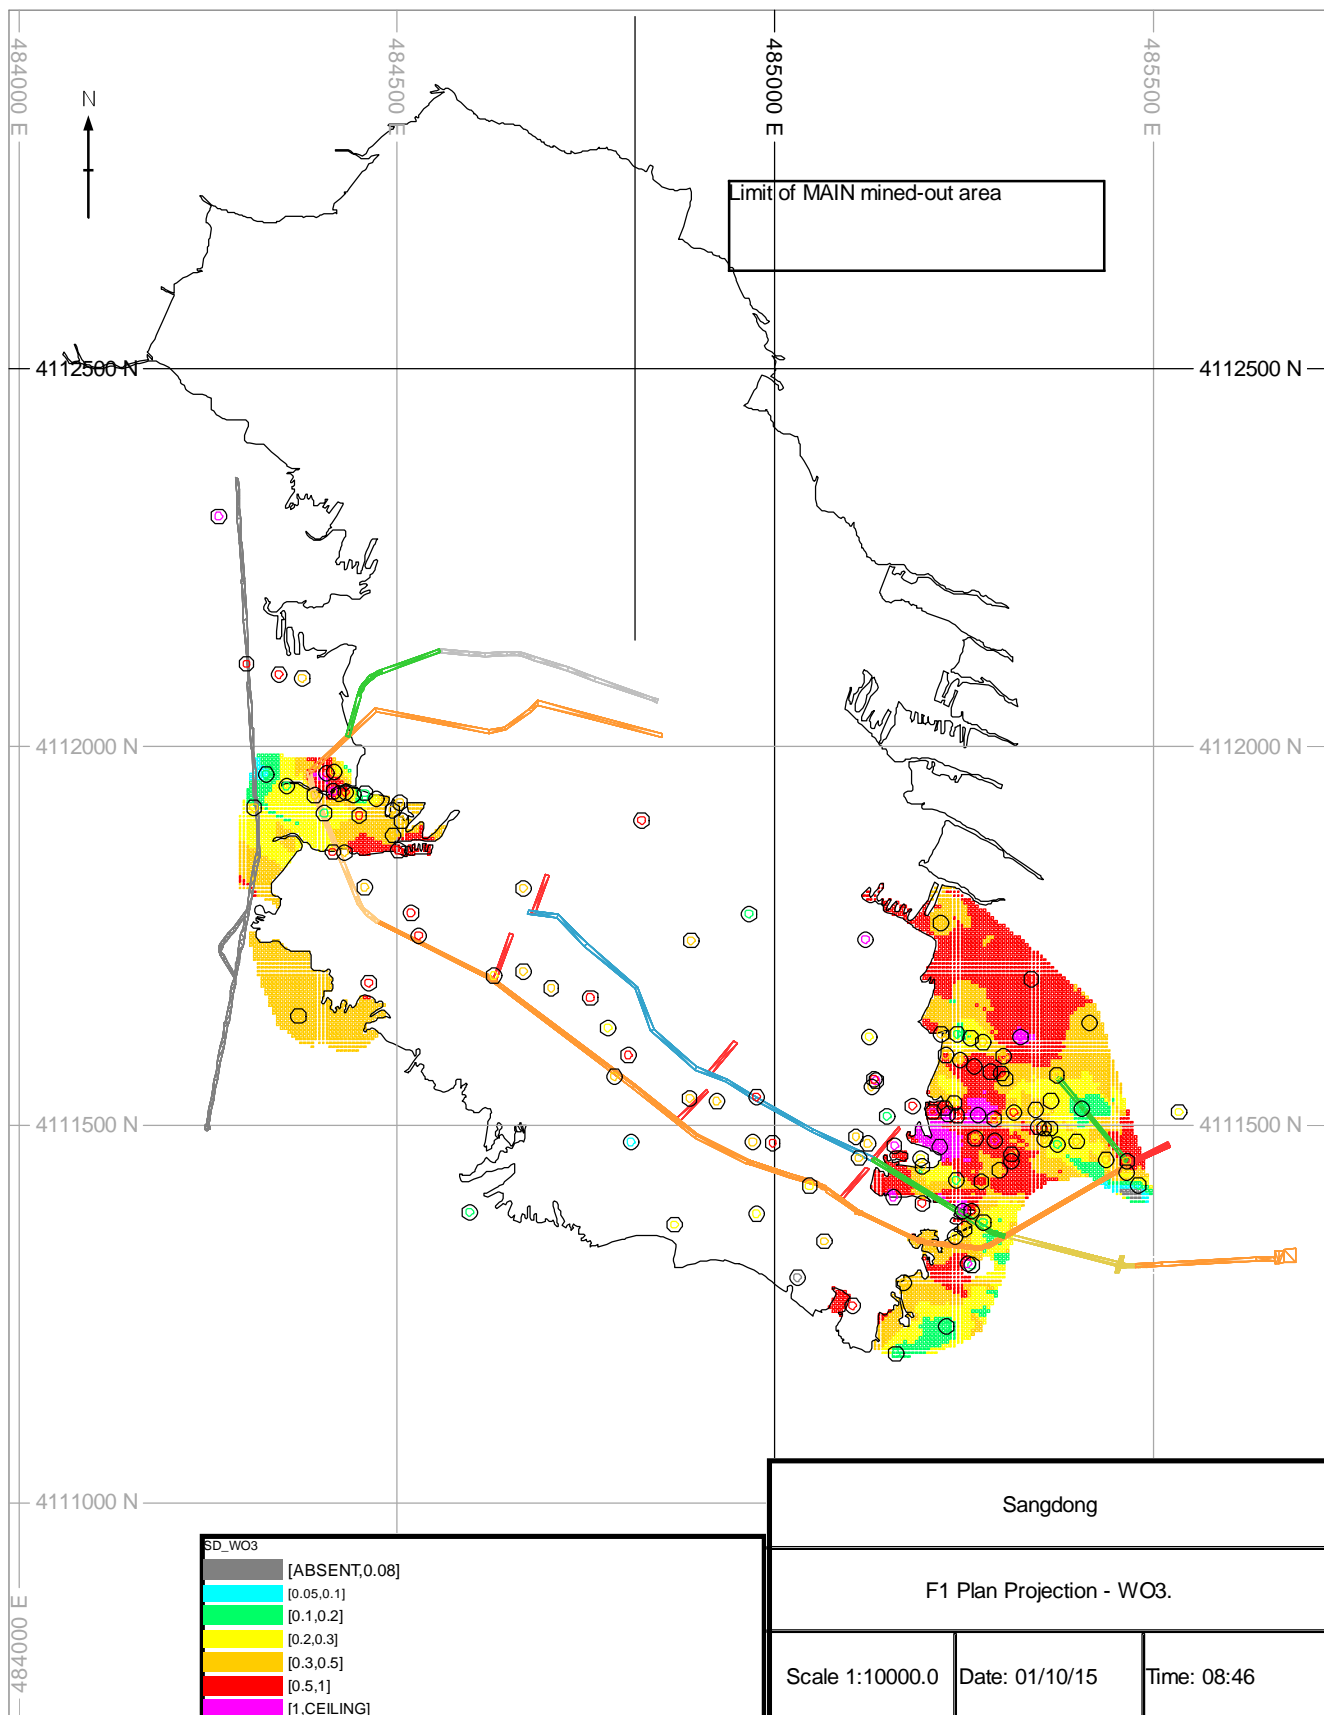 484000 E
484500 E
485000 E
485500 E
N
Limit of MAIN mined-out area
4112500 N
4112500 N
4112000 N
4112000 N
4111500 N
4111500 N
4111000 N
484000 E
SD_WO3
[ABSENT,0.08]
[0.05,0.1]
[0.1,0.2]
[0.2,0.3]
[0.3,0.5]
[0.5,1]
[1,CEILING]
Sangdong
F1 Plan Projection - WO3.
Scale 1:10000.0
Date: 01/10/15
Time: 08:46